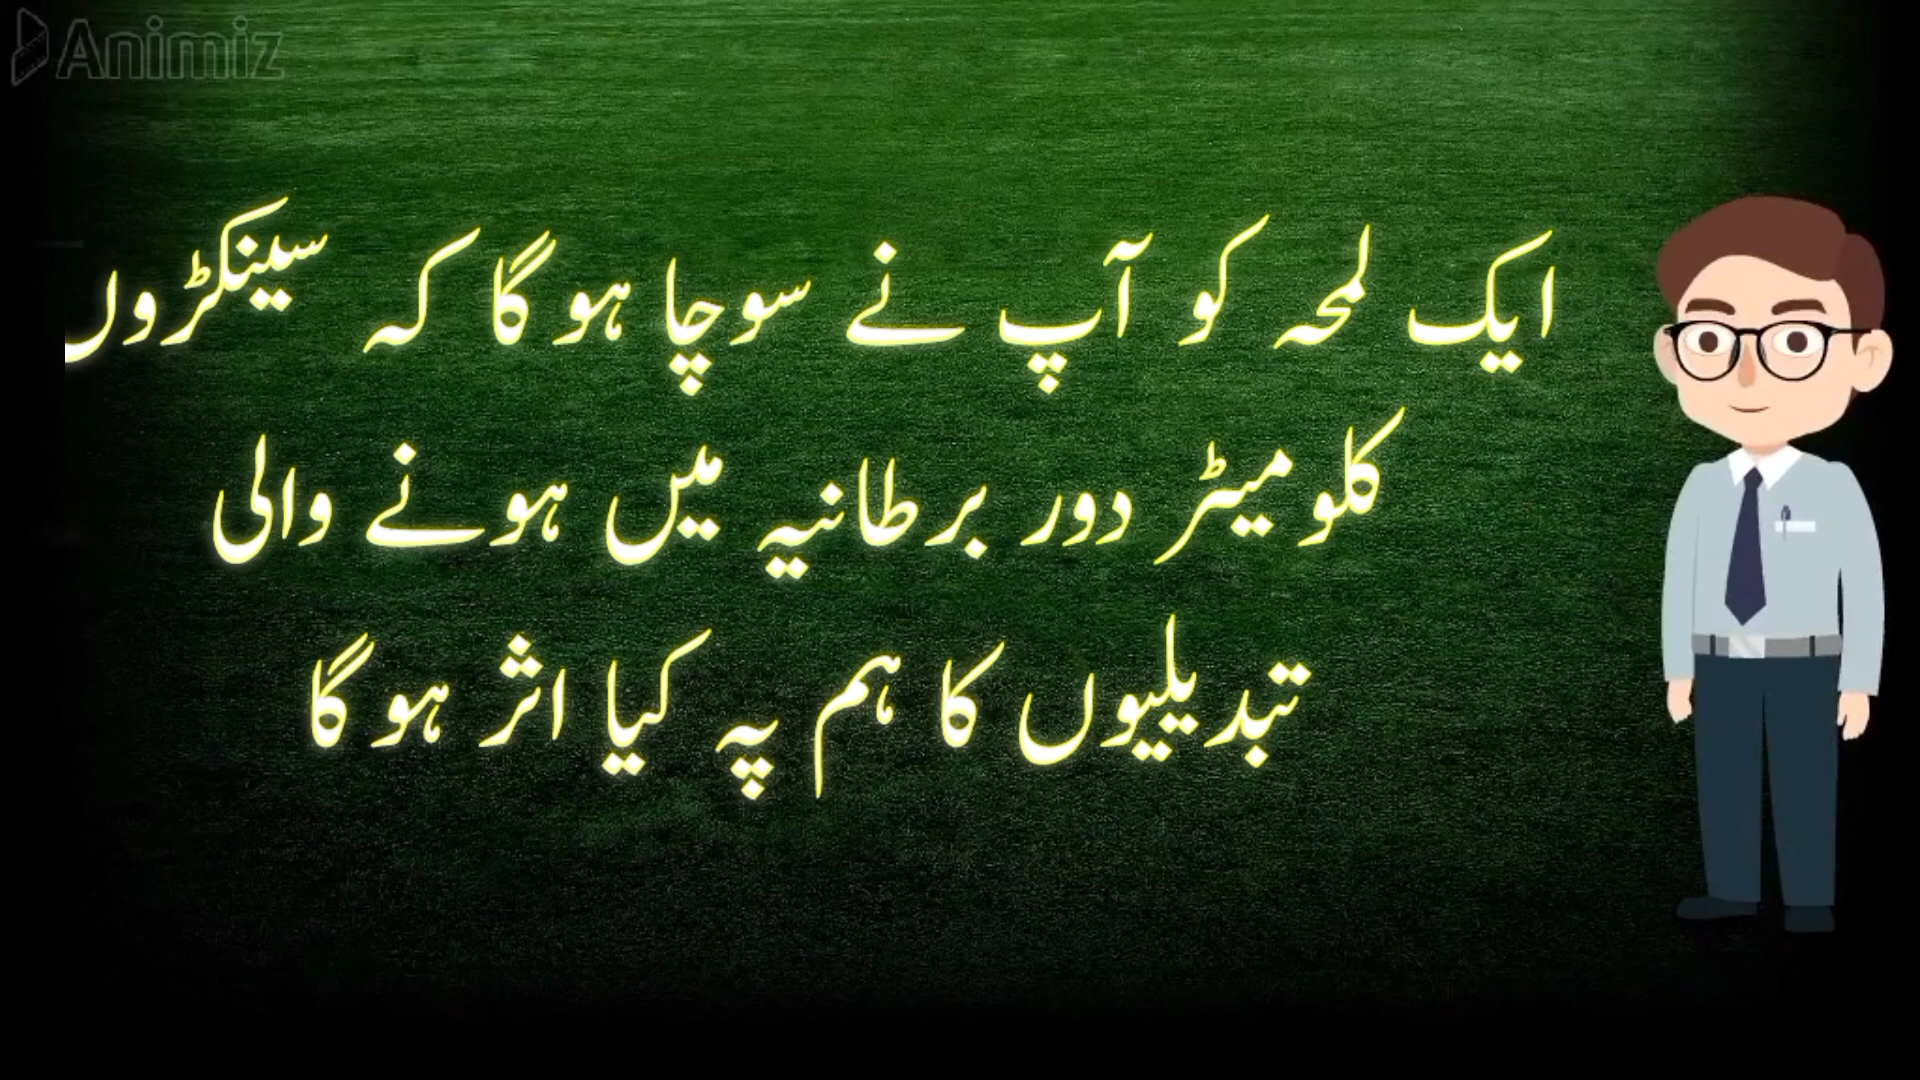 Animiz
ایک لمحہ کو آپ نے سوچا ہو گا کہ سینکڑوں
کلومیٹر دور برطانیہ میں ہونے والی
تبدیلیوں کا ہم پہ کیا اثر ہو گا